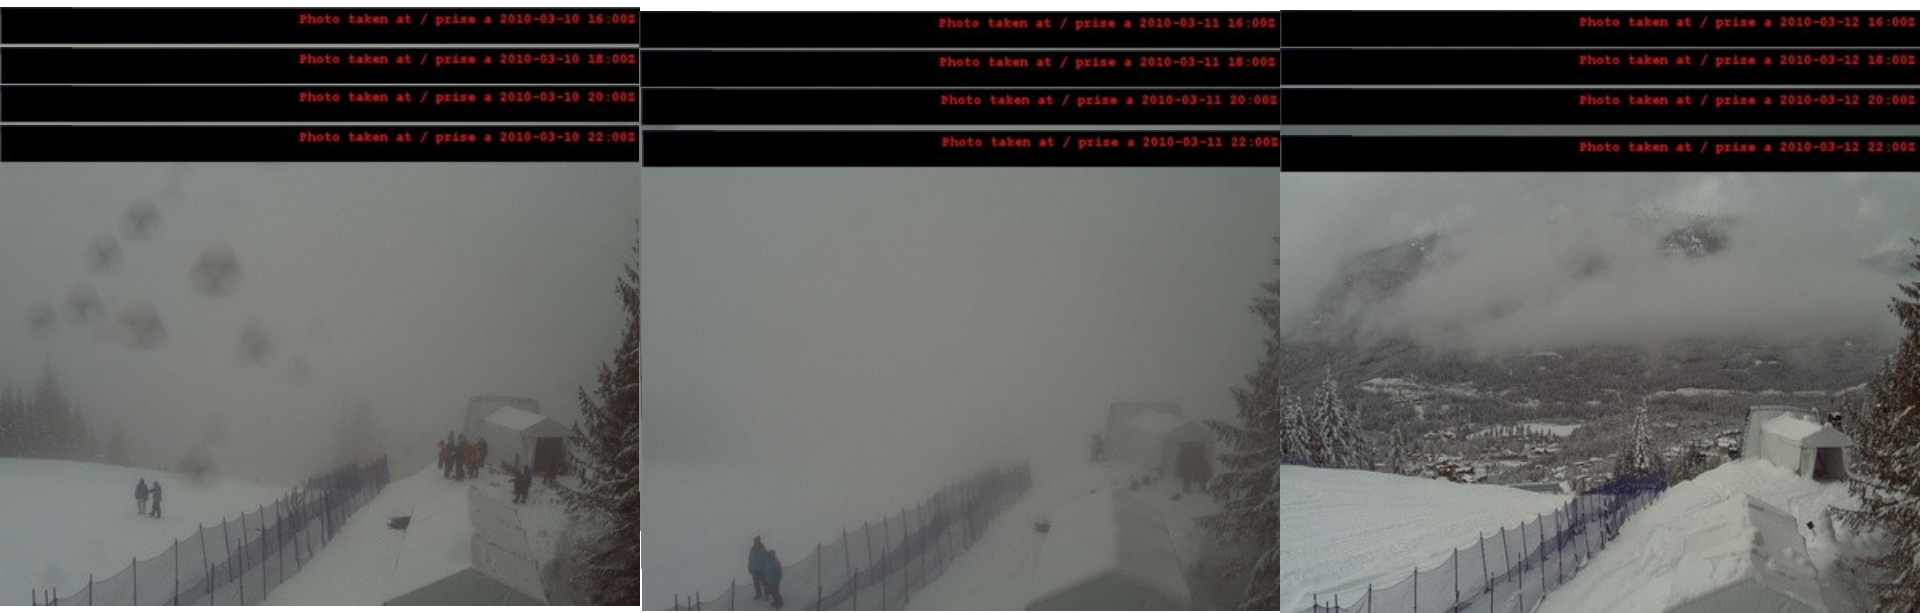 Photo taken at / prise a 2010-03-10 16:00Z
Photo taken at / prise a 2010-03-10 18:00Z
Photo taken at / prise a 2010-03-10 20:00Z
Photo taken at / prise a 2010-03-10 22:00Z
Photo taken at / prise a 2010-03-11 16:00Z
Photo taken at / prise a 2010-03-11 18:00Z
Photo taken at / prise a 2010-03-11 20:00Z
Photo taken at / prise a 2010-03-11 22:00Z
Photo taken at / prise a 2010-03-12 16:00Z
Photo taken at / prise a 2010-03-12 18:00Z
Photo taken at / prise a 2010-03-12 20:00Z
Photo taken at / prise a 2010-03-12 22:00Z